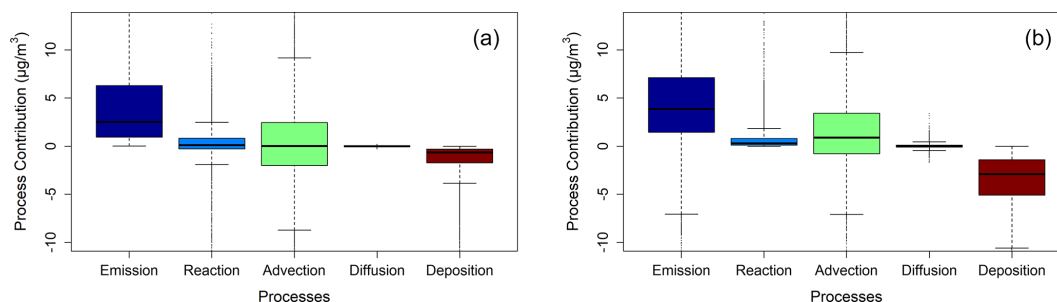 (a)
Process Contribution (µg/m³)
10
5
0
-5
-10
Emission Reaction Advection Diffusion Deposition
Processes
(b)
Process Contribution (µg/m³)
10
5
0
-5
-10
Emission Reaction Advection Diffusion Deposition
Processes